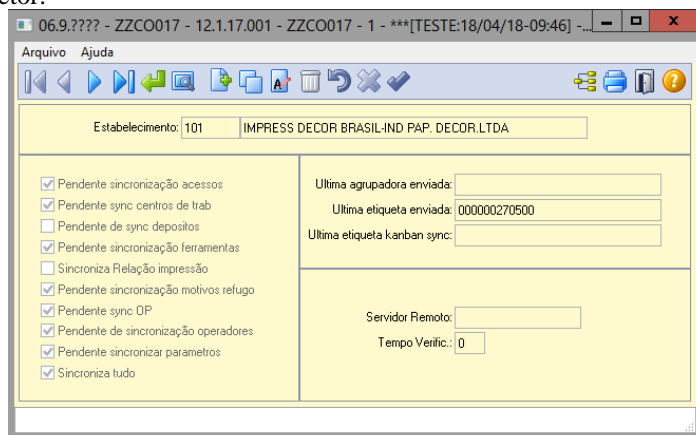 ctor.
06.9.???? - ZZCO017 - 12.1.17.001 - ZZCO017 - 1 - ***[TESTE:18/04/18-09:46] -...
Arquivo Ajuda
Estabelecimento: 101 IMPRESS DECOR BRASIL-IND PAP. DECOR.LTDA
Pendente sincronização acessos
Pendente sync centros de trab
Pendente de sync depositos
Pendente sincronização ferramentas
Sincroniza Relação impressão
Pendente sincronização motivos refugo
Pendente sync OP
Pendente de sincronização operadores
Pendente sincronizar parametros
Sincroniza tudo
Ultima agrupadora enviada:
Ultima etiqueta enviada: 000000270500
Ultima etiqueta kanban sync:
Servidor Remoto:
Tempo Verific.: 0